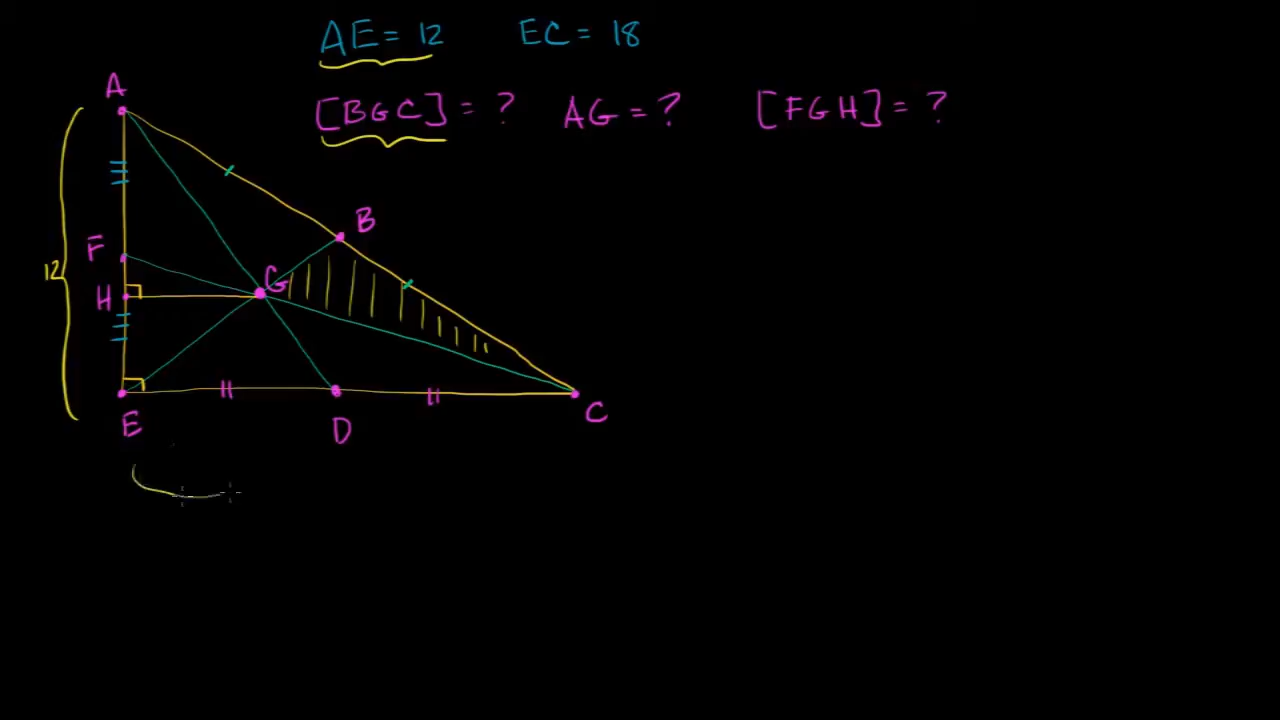 AE = 12 EC = 18
[BGC] = ? AG = ? [FGH] = ?
A
B
F
12
G
H
E
D
C